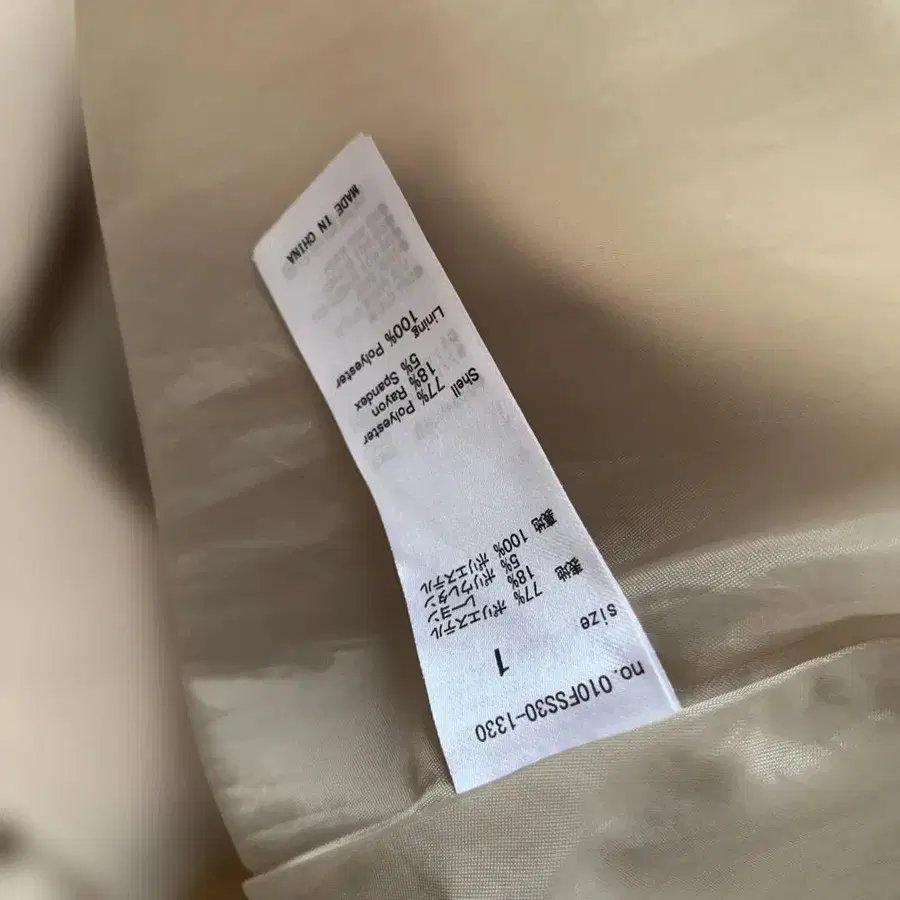 no.010FSS30-1330
size 1
表地 77% ポリエステル
18% レーヨン
5% ポリウレタン
裏地 100% ポリエステル
Shell 77% Polyester
18% Rayon
5% Spandex
Lining 100% Polyester
MADE IN CHINA